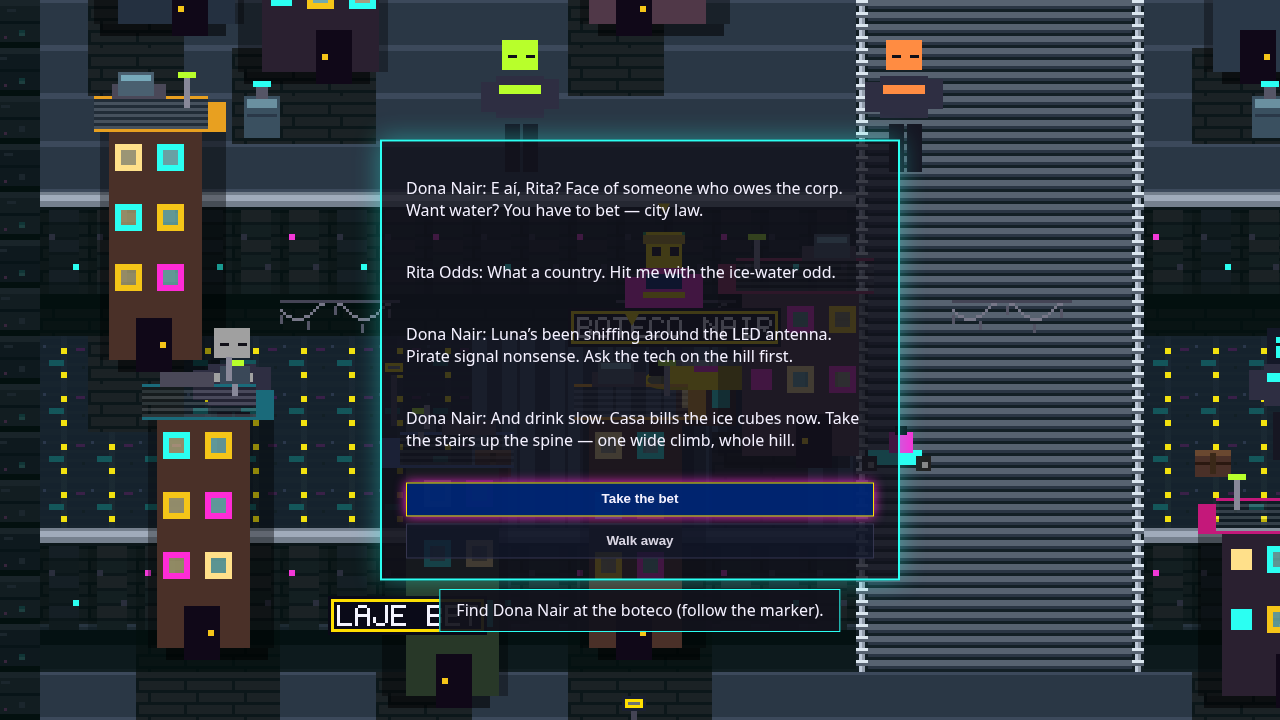 Dona Nair: E aí, Rita? Face of someone who owes the corp.
Want water? You have to bet — city law.
Rita Odds: What a country. Hit me with the ice-water odd.
BOTECO NAIR
Dona Nair: Luna’s been sniffing around the LED antenna.
Pirate signal nonsense. Ask the tech on the hill first.
Dona Nair: And drink slow. Casa bills the ice cubes now. Take
the stairs up the spine — one wide climb, whole hill.
Take the bet
Walk away
LAJE
Find Dona Nair at the boteco (follow the marker).